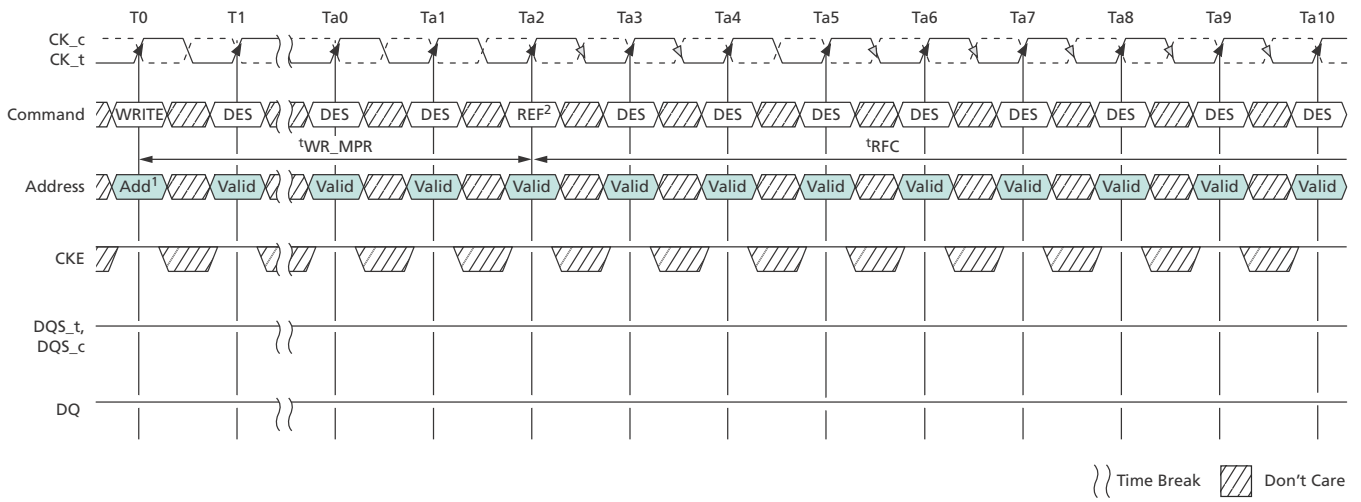 T0 T1 Ta0 Ta1 Ta2 Ta3 Ta4 Ta5 Ta6 Ta7 Ta8 Ta9 Ta10
CK_c
CK_t
Command WRITE DES DES DES REF² DES DES DES DES DES DES DES DES
tWR_MPR tRFC
Address Add¹ Valid Valid Valid Valid Valid Valid Valid Valid Valid Valid Valid Valid
CKE
DQS_t,
DQS_c
DQ
Time Break Don't Care